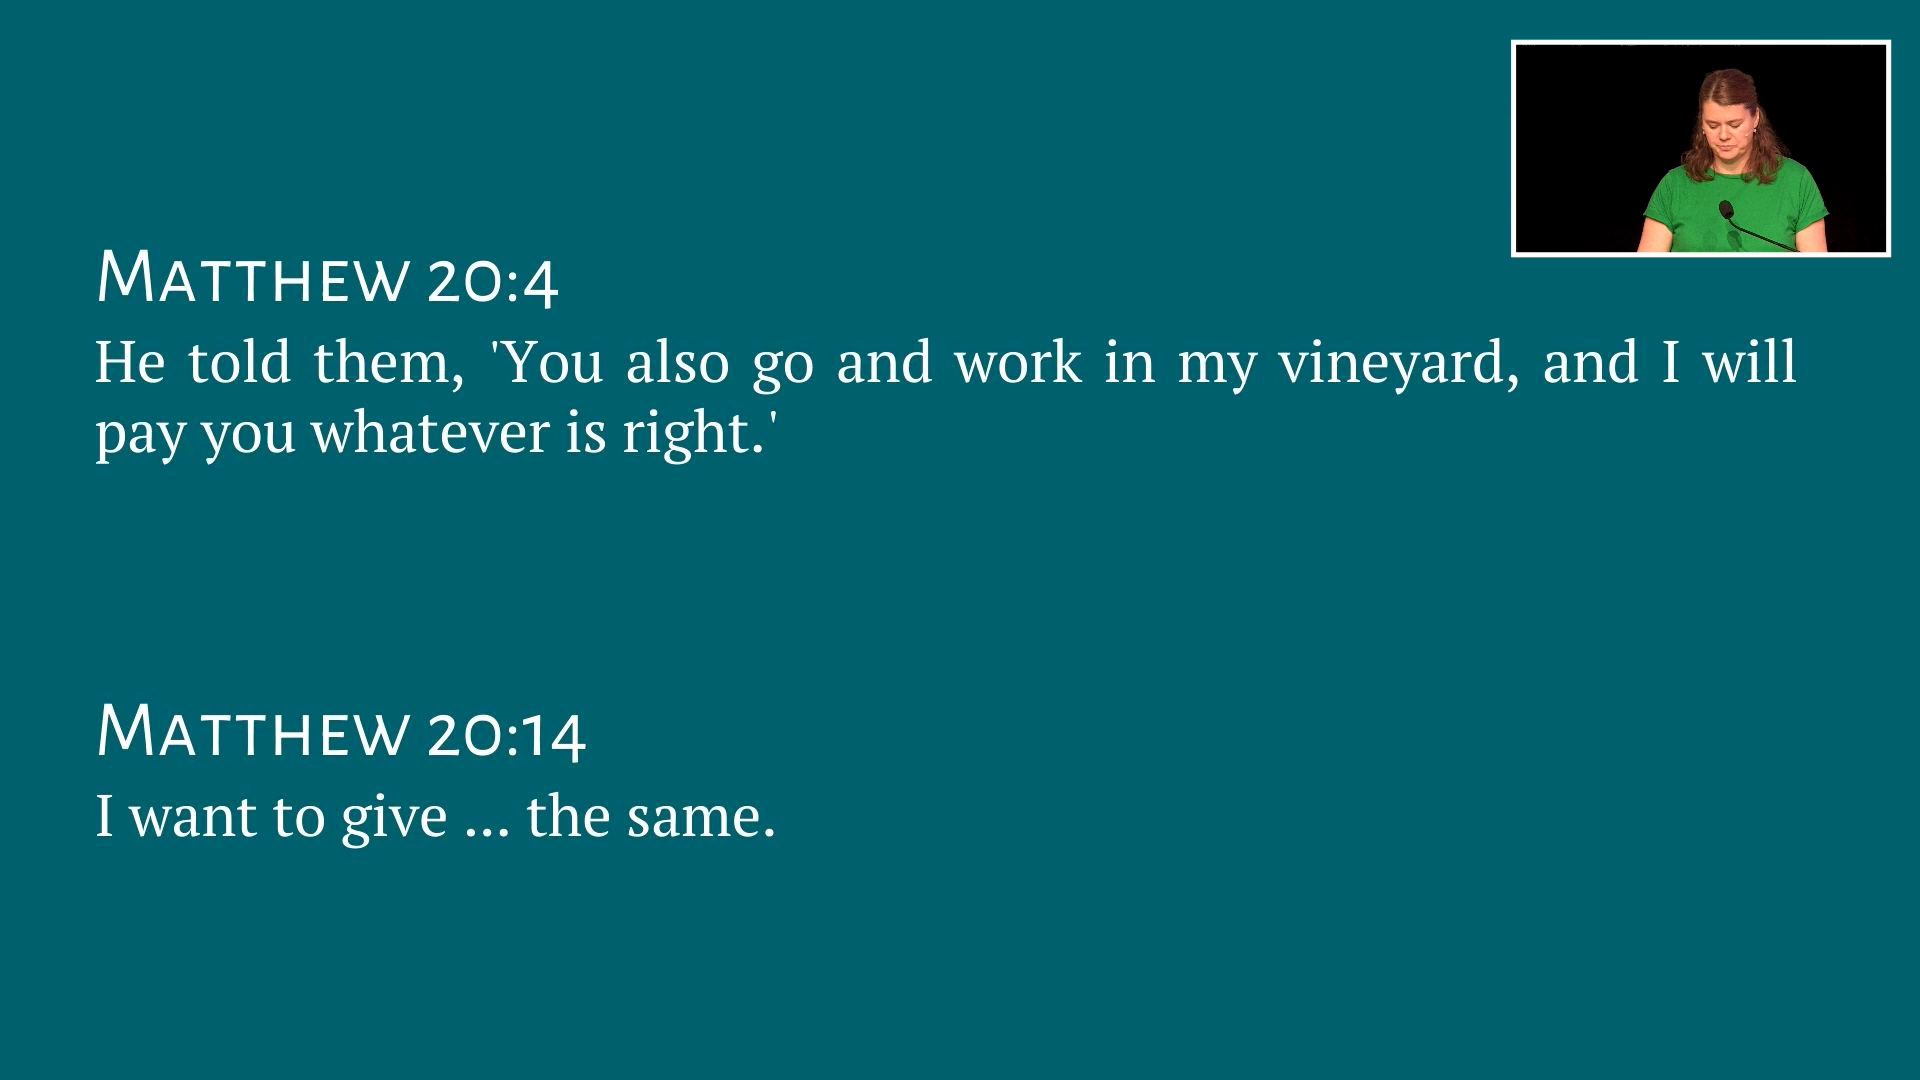 Matthew 20:4
He told them, 'You also go and work in my vineyard, and I will
pay you whatever is right.'
Matthew 20:14
I want to give ... the same.